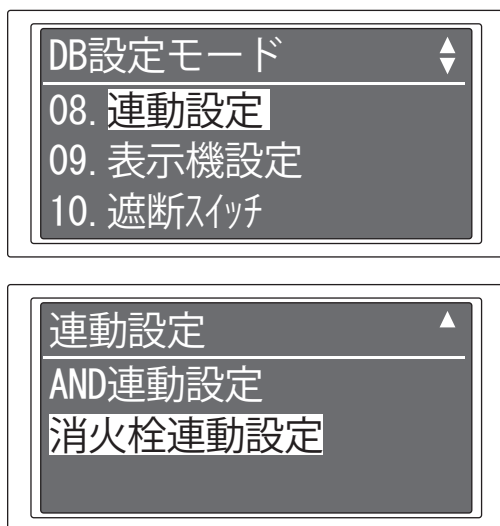 DB設定モード
08. 連動設定
09. 表示機設定
10. 遮断ｽｲｯﾁ
連動設定
AND連動設定
消火栓連動設定